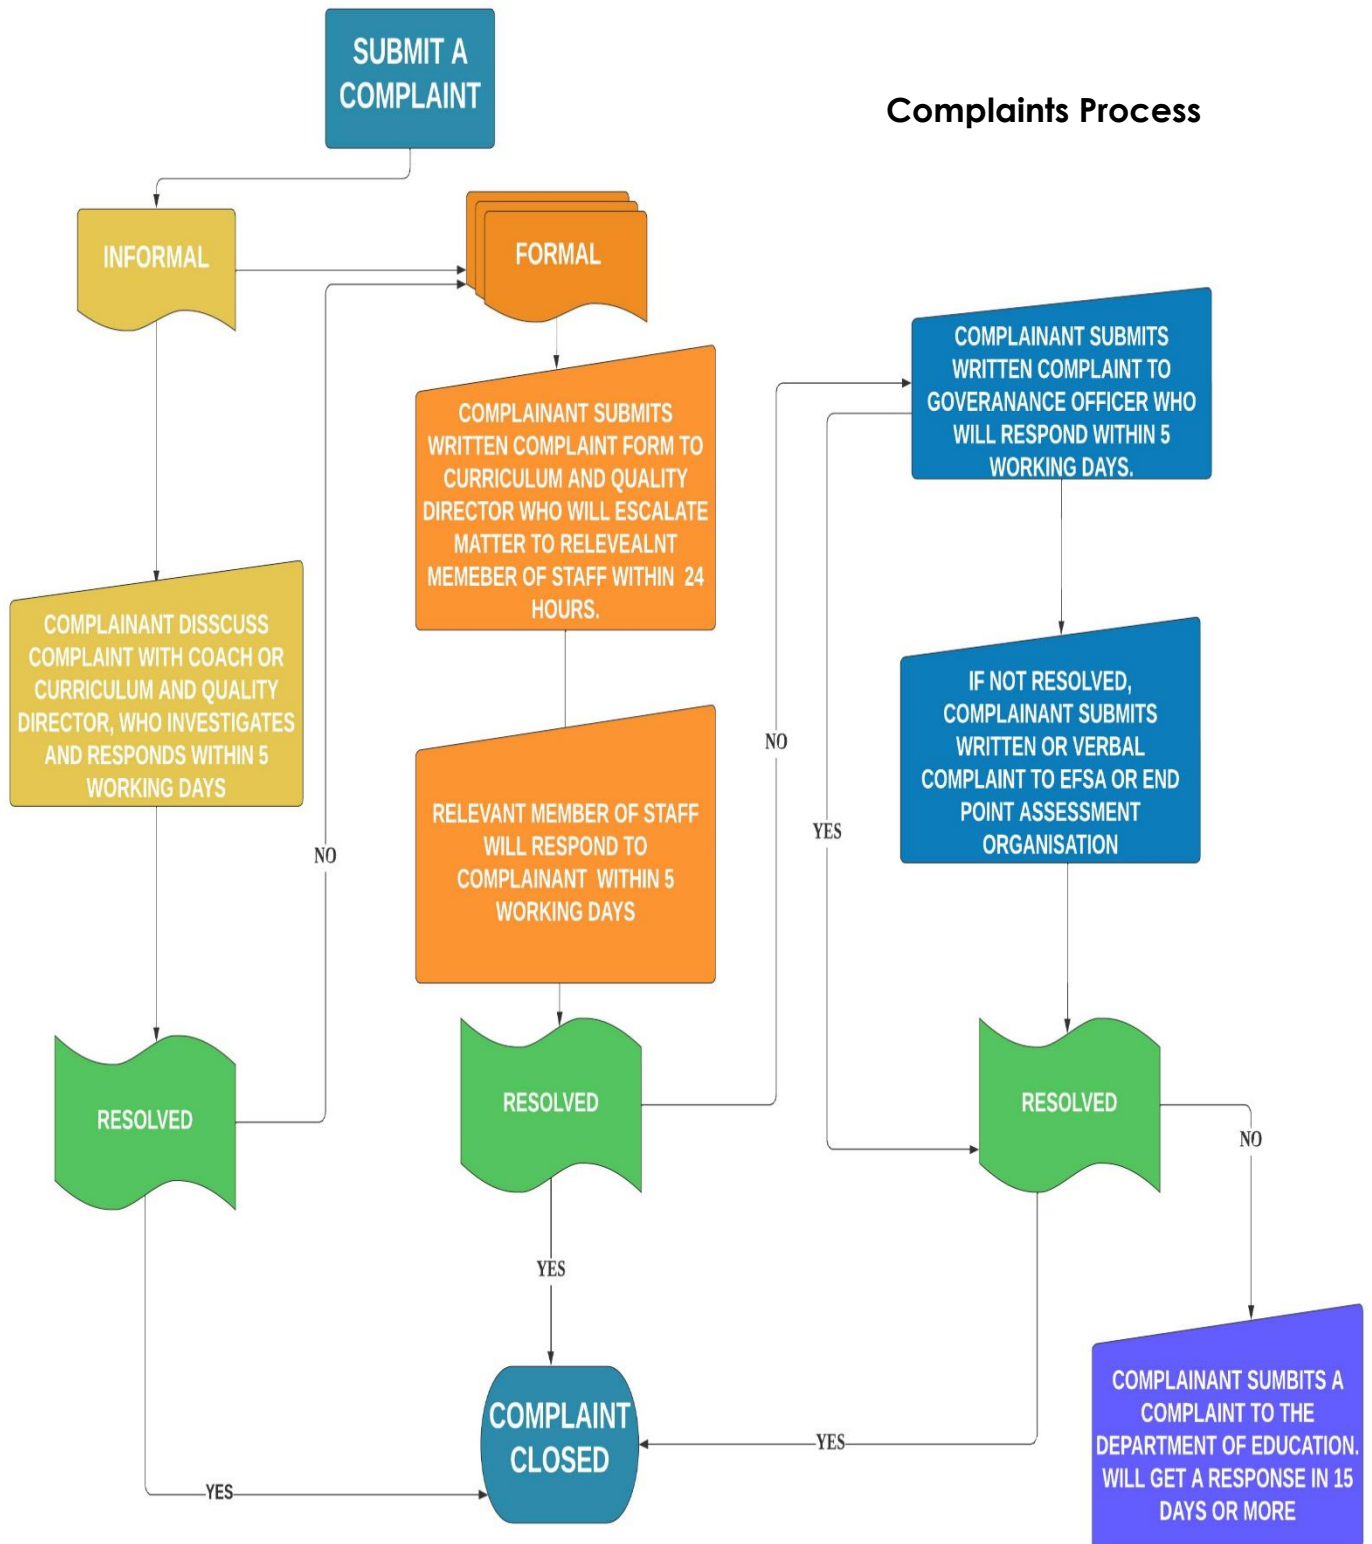 SUBMIT A
COMPLAINT
Complaints Process
INFORMAL
FORMAL
COMPLAINANT DISSCUSS
COMPLAINT WITH COACH OR
CURRICULUM AND QUALITY
DIRECTOR, WHO INVESTIGATES
AND RESPONDS WITHIN 5
WORKING DAYS
RESOLVED
NO
YES
COMPLAINANT SUBMITS
WRITTEN COMPLAINT FORM TO
CURRICULUM AND QUALITY
DIRECTOR WHO WILL ESCALATE
MATTER TO RELEVEALNT
MEMEBER OF STAFF WITHIN 24
HOURS.
RELEVANT MEMBER OF STAFF
WILL RESPOND TO
COMPLAINANT WITHIN 5
WORKING DAYS
RESOLVED
NO
YES
COMPLAINANT SUBMITS
WRITTEN COMPLAINT TO
GOVERANANCE OFFICER WHO
WILL RESPOND WITHIN 5
WORKING DAYS.
YES
IF NOT RESOLVED,
COMPLAINANT SUBMITS
WRITTEN OR VERBAL
COMPLAINT TO EFSA OR END
POINT ASSESSMENT
ORGANISATION
RESOLVED
NO
YES
COMPLAINT
CLOSED
COMPLAINANT SUMBITS A
COMPLAINT TO THE
DEPARTMENT OF EDUCATION.
WILL GET A RESPONSE IN 15
DAYS OR MORE